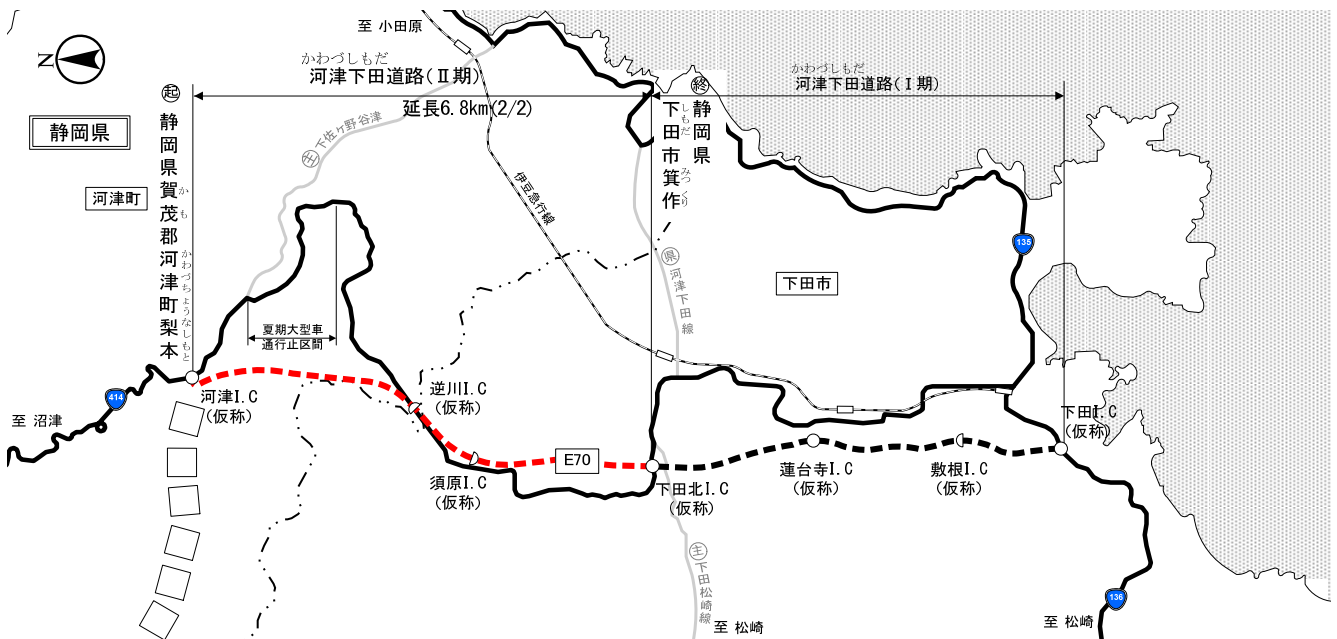 N
至 小田原
かわづしもだ
河津下田道路(Ⅱ期)
延長6.8km(2/2)
かわづしもだ
河津下田道路(Ⅰ期)
起
静岡県賀茂郡河津町梨本
かも
かわづちょうなしもと
静岡県
河津町
終
静岡県
下田市箕作
しもだ
みつくり
主
下佐ヶ野谷津
伊豆急行線
県
河津下田線
135
下田市
夏期大型車
通行止区間
414
至 沼津
河津I.C
(仮称)
逆川I.C
(仮称)
須原I.C
(仮称)
E70
下田北I.C
(仮称)
蓮台寺I.C
(仮称)
敷根I.C
(仮称)
下田I.C
(仮称)
主
下田松崎線
至 松崎
136
至 松崎